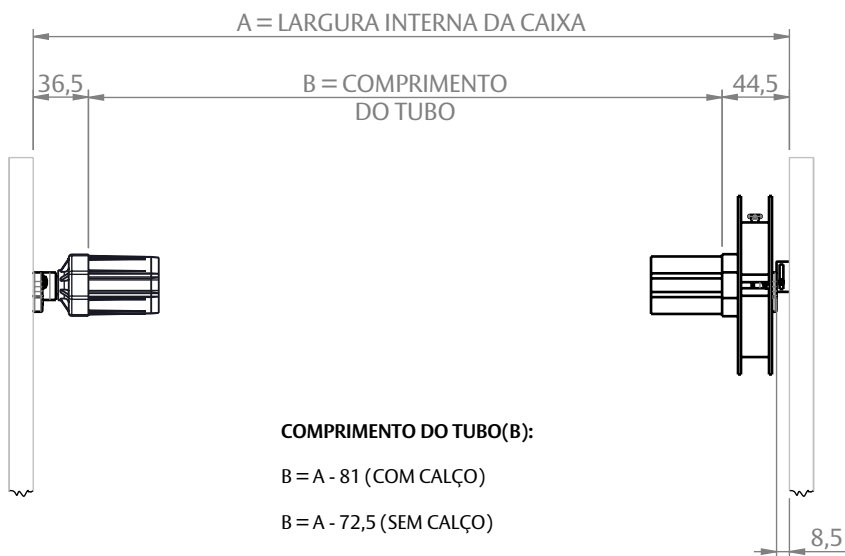 A = LARGURA INTERNA DA CAIXA
36,5
B = COMPRIMENTO
DO TUBO
44,5
COMPRIMENTO DO TUBO(B):
B = A - 81 (COM CALÇO)
B = A - 72,5 (SEM CALÇO)
8,5